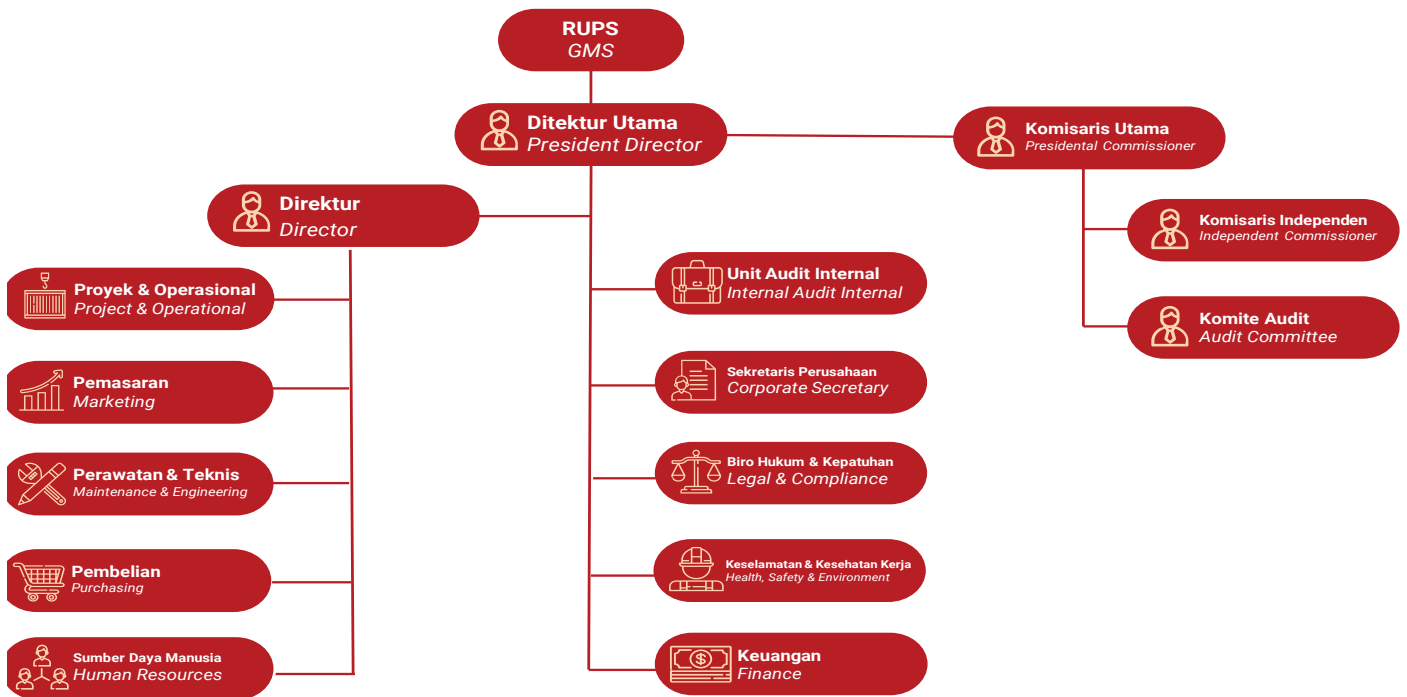 RUPS
GMS
Ditektur Utama
President Director
Komisaris Utama
Presidental Commissioner
Direktur
Director
Komisaris Independen
Independent Commissioner
Komite Audit
Audit Committee
Proyek & Operasional
Project & Operational
Pemasaran
Marketing
Perawatan & Teknis
Maintenance & Engineering
Pembelian
Purchasing
Sumber Daya Manusia
Human Resources
Unit Audit Internal
Internal Audit Internal
Sekretaris Perusahaan
Corporate Secretary
Biro Hukum & Kepatuhan
Legal & Compliance
Keselamatan & Kesehatan Kerja
Health, Safety & Environment
Keuangan
Finance